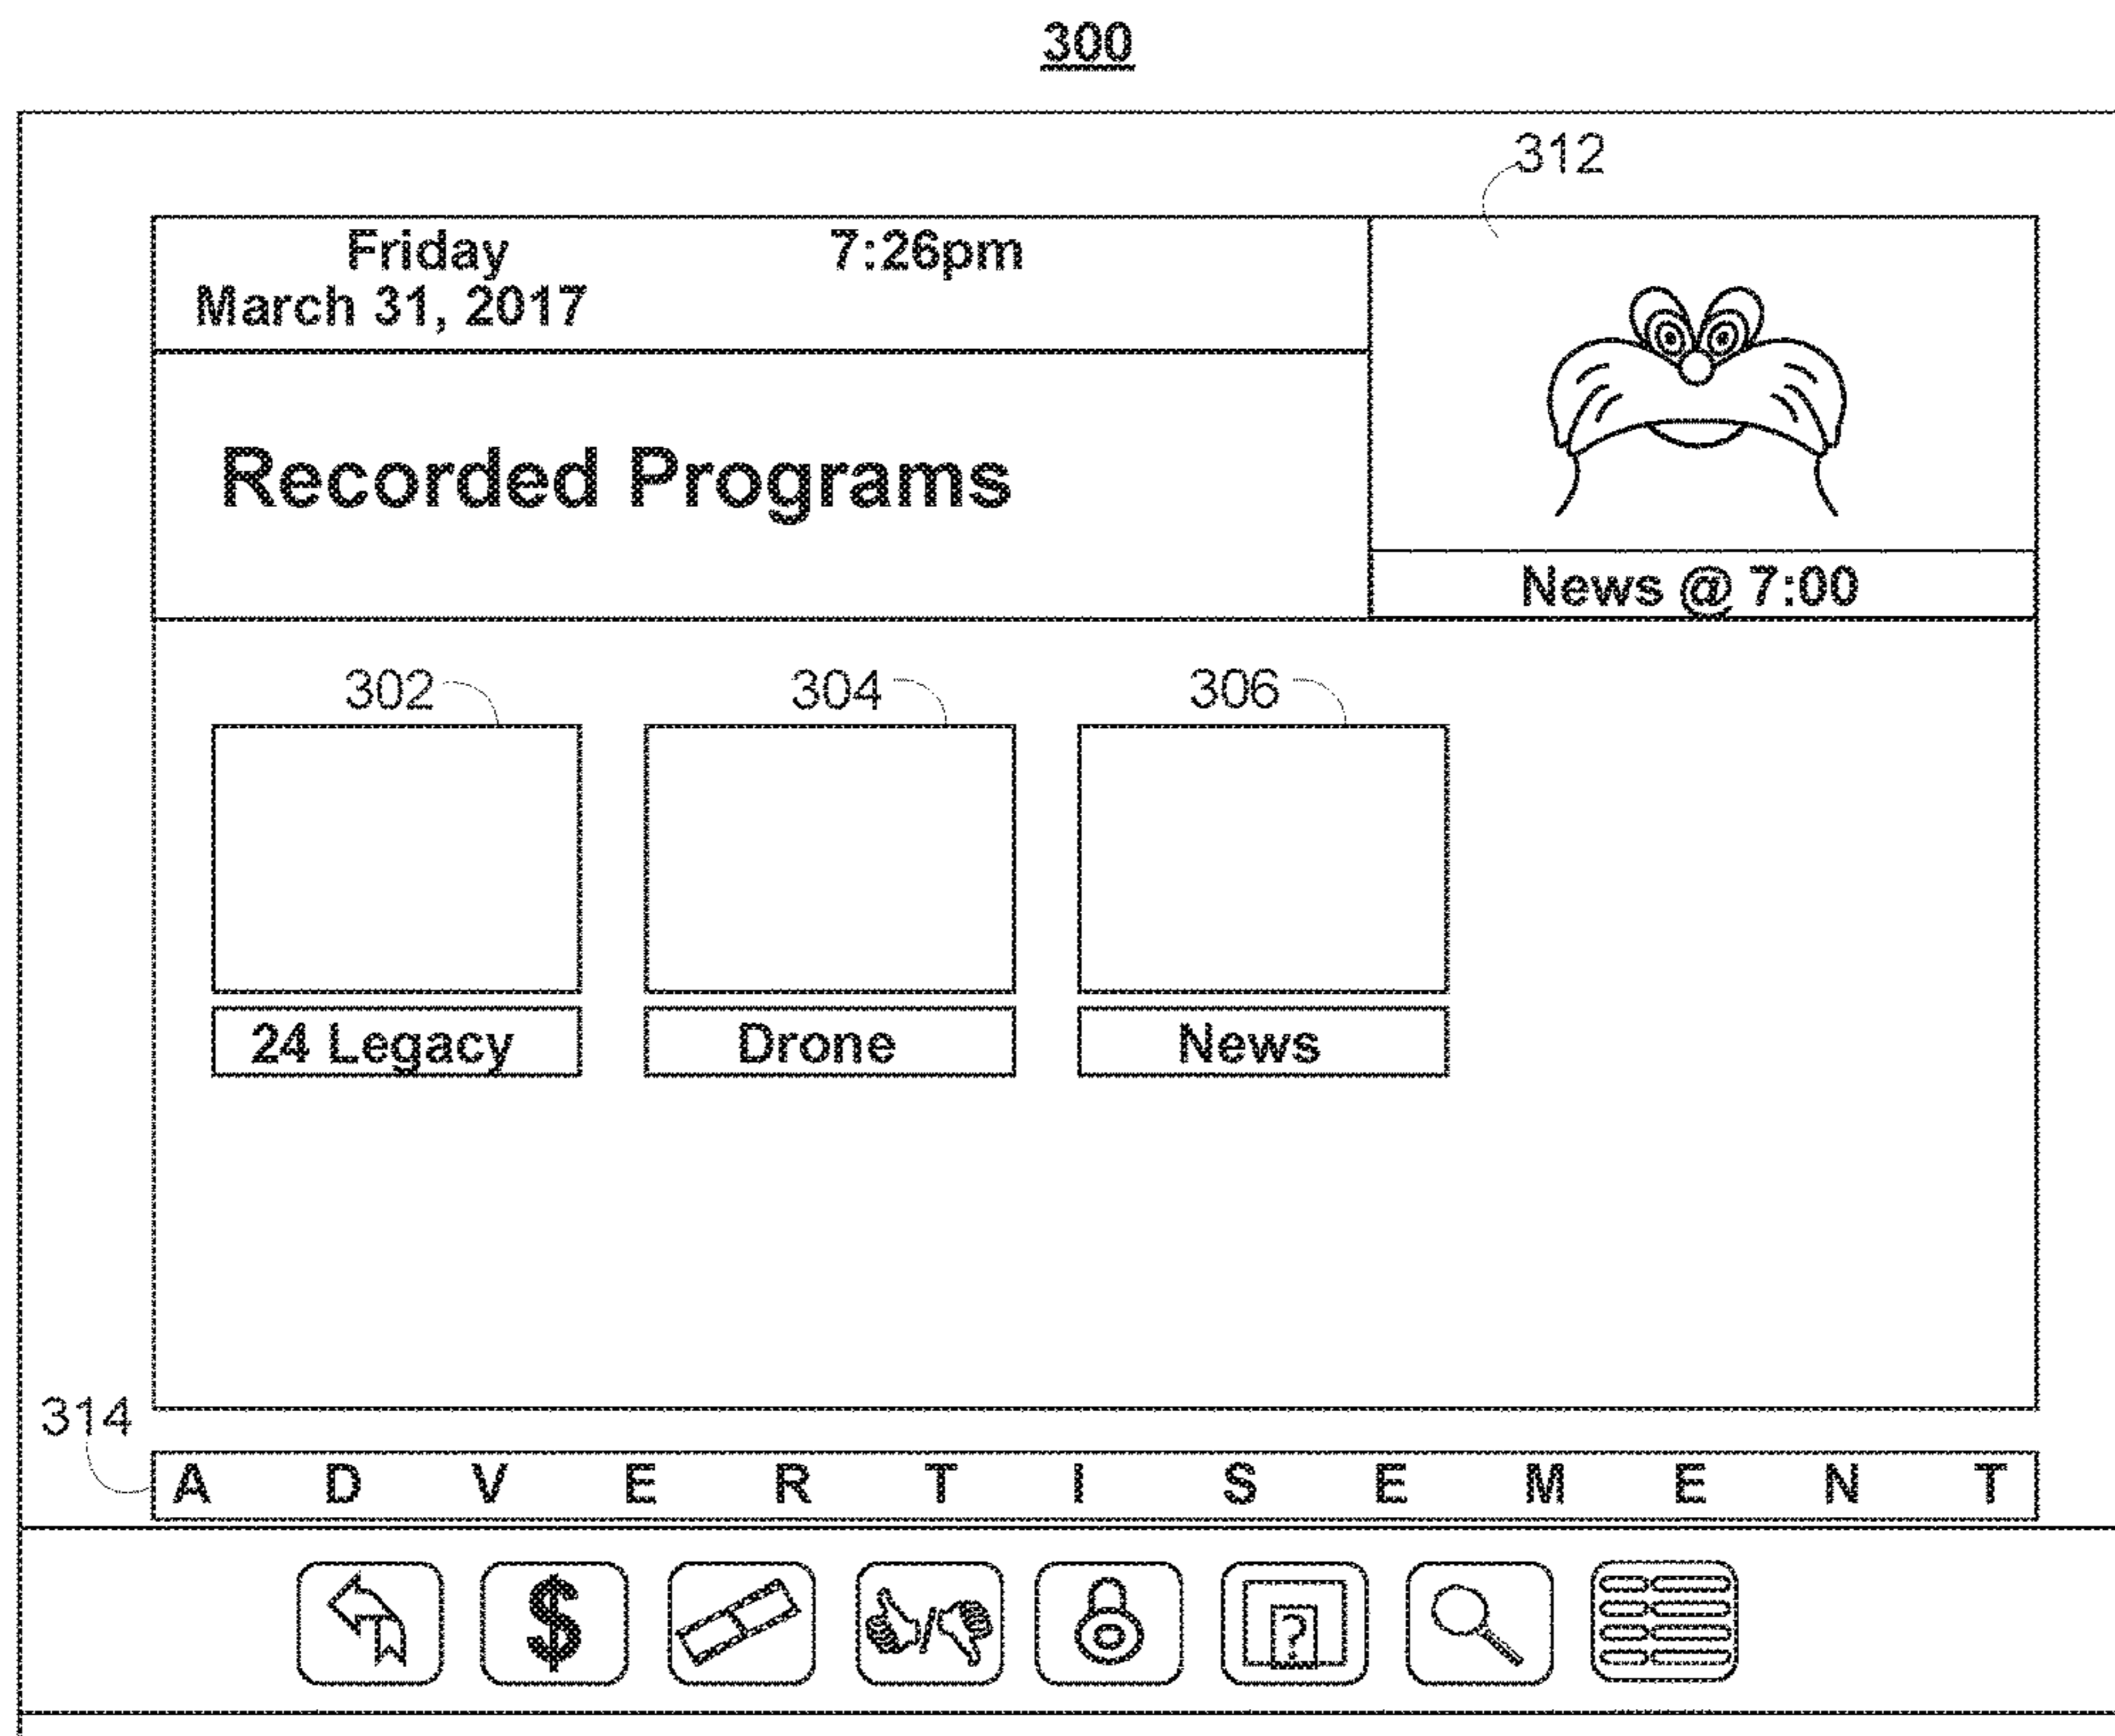 300
312
Friday 7:26pm
March 31, 2017
Recorded Programs
News @ 7:00
302 304 306
24 Legacy Drone News
314
A D V E R T I S E M E N T
$ / ?